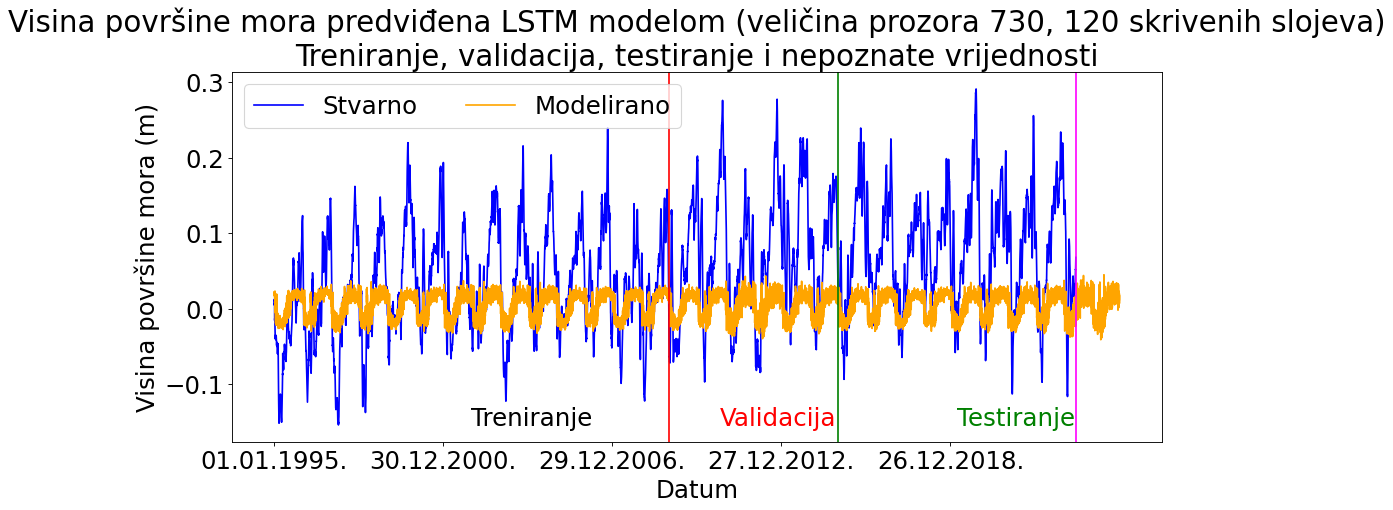 Visina površine mora predviđena LSTM modelom (veličina prozora 730, 120 skrivenih slojeva)
Treniranje, validacija, testiranje i nepoznate vrijednosti
Stvarno
Modelirano
Visina površine mora (m)
0.3
0.2
0.1
0.0
−0.1
Treniranje
Validacija
Testiranje
01.01.1995.
30.12.2000.
29.12.2006.
27.12.2012.
26.12.2018.
Datum